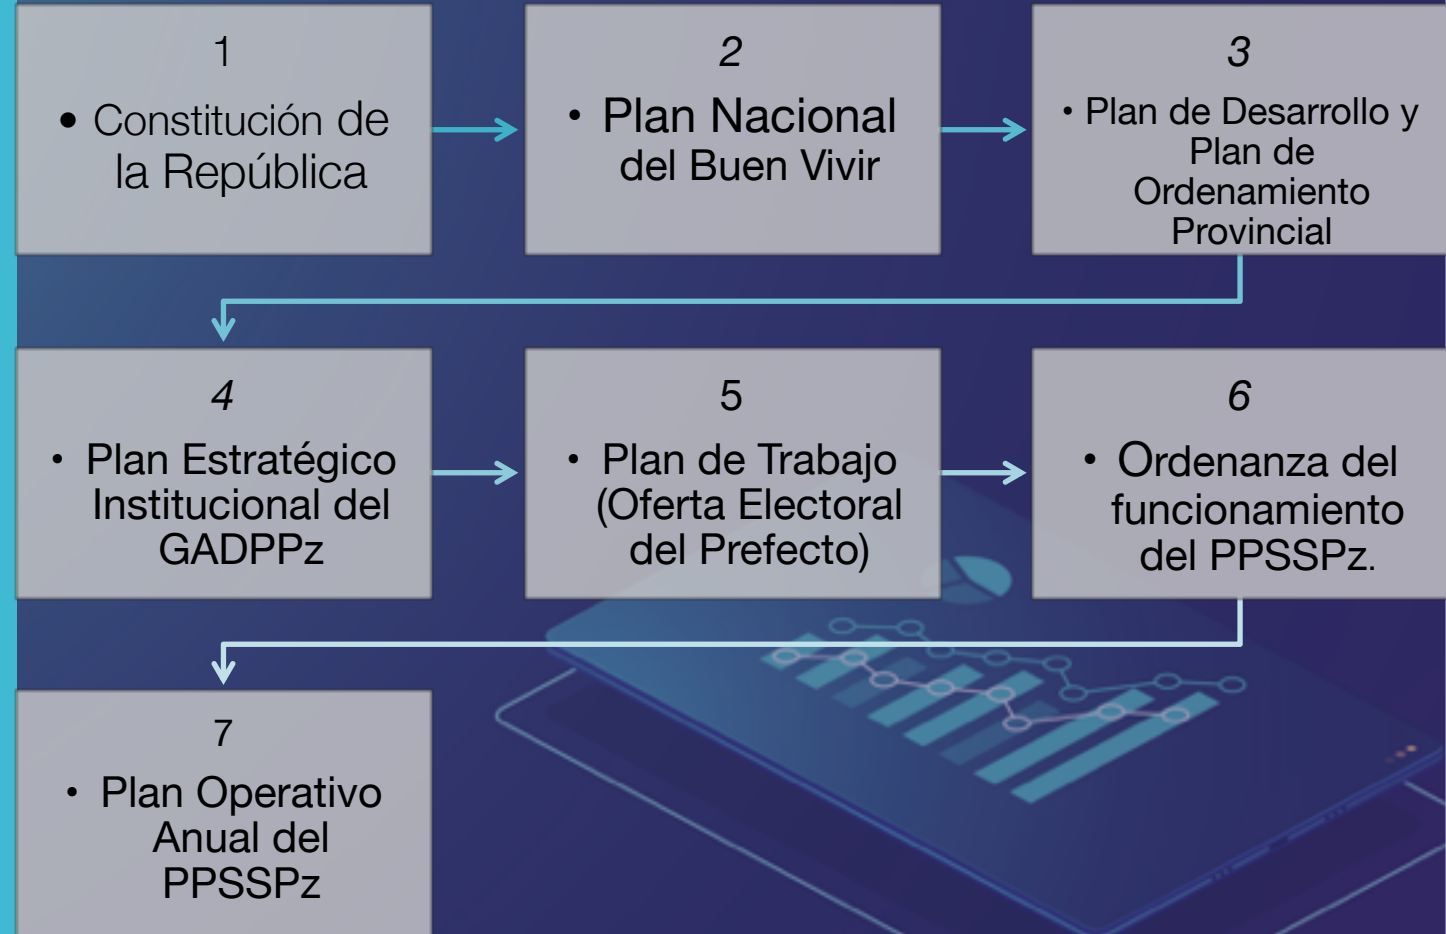 1
• Constitución de
la República
2
• Plan Nacional
del Buen Vivir
3
• Plan de Desarrollo y
Plan de
Ordenamiento
Provincial
4
• Plan Estratégico
Institucional del
GADPPz
5
• Plan de Trabajo
(Oferta Electoral
del Prefecto)
6
• Ordenanza del
funcionamiento
del PPSSPz.
7
• Plan Operativo
Anual del
PPSSPz